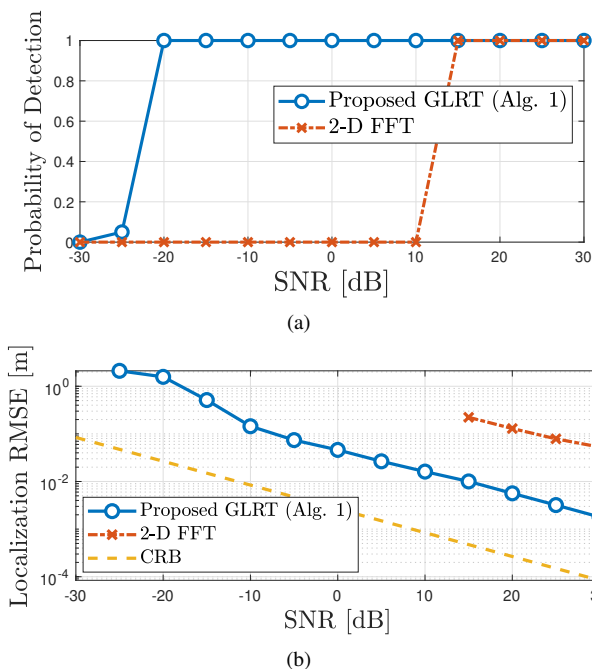 Probability of Detection
1
0.8
0.6
0.4
0.2
0
Proposed GLRT (Alg. 1)
2-D FFT
-30 -20 -10 0 10 20 30
SNR [dB]
(a)
Localization RMSE [m]
10^0
10^-2
10^-4
Proposed GLRT (Alg. 1)
2-D FFT
CRB
-30 -20 -10 0 10 20 30
SNR [dB]
(b)